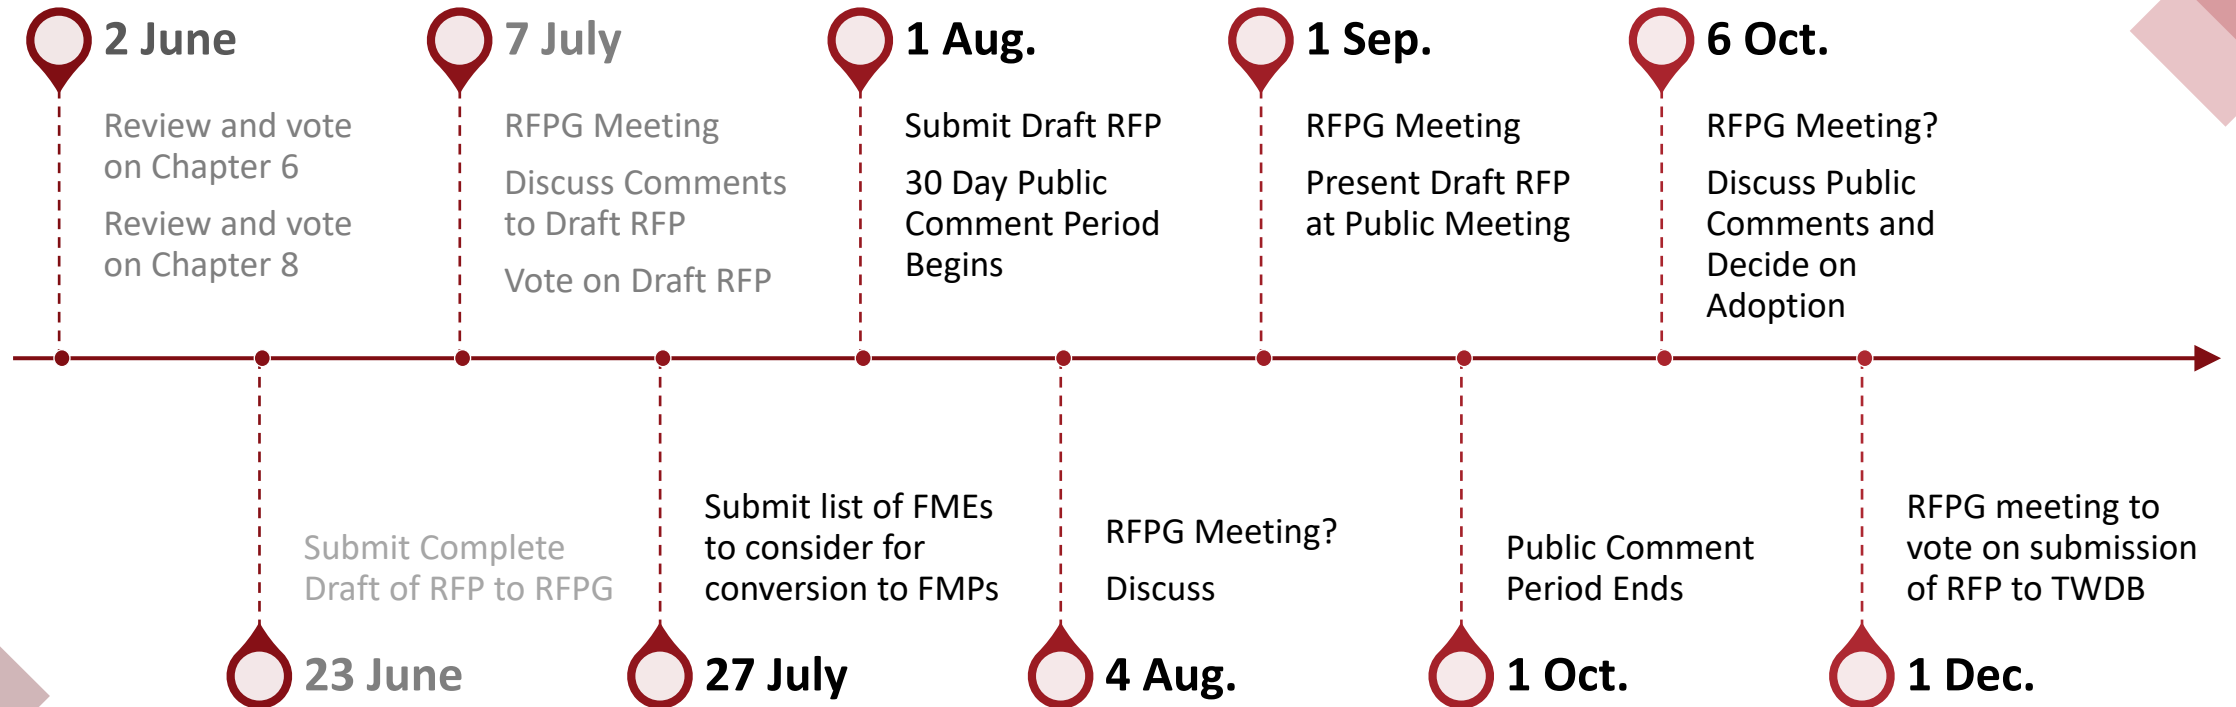 2 June
Review and vote
on Chapter 6
Review and vote
on Chapter 8
7 July
RFPG Meeting
Discuss Comments
to Draft RFP
Vote on Draft RFP
1 Aug.
Submit Draft RFP
30 Day Public
Comment Period
Begins
1 Sep.
RFPG Meeting
Present Draft RFP
at Public Meeting
6 Oct.
RFPG Meeting?
Discuss Public
Comments and
Decide on
Adoption
Submit Complete
Draft of RFP to RFPG
23 June
Submit list of FMEs
to consider for
conversion to FMPs
27 July
RFPG Meeting?
Discuss
4 Aug.
Public Comment
Period Ends
1 Oct.
RFPG meeting to
vote on submission
of RFP to TWDB
1 Dec.